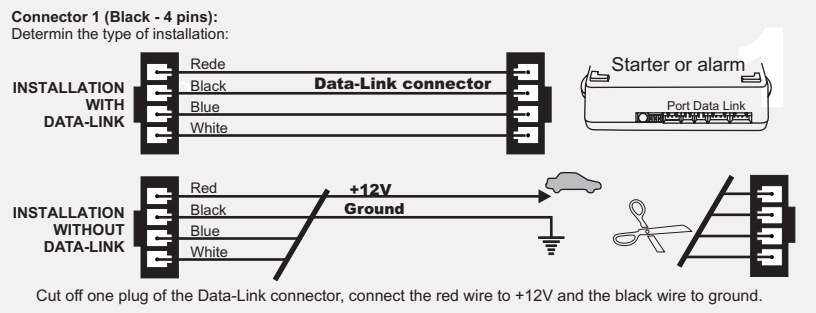 Connector 1 (Black - 4 pins):
Determin the type of installation:
1
INSTALLATION
WITH
DATA-LINK
Rede
Black
Blue
White
Data-Link connector
Starter or alarm
Port Data Link
INSTALLATION
WITHOUT
DATA-LINK
Red
Black
Blue
White
+12V
Ground
Cut off one plug of the Data-Link connector, connect the red wire to +12V and the black wire to ground.